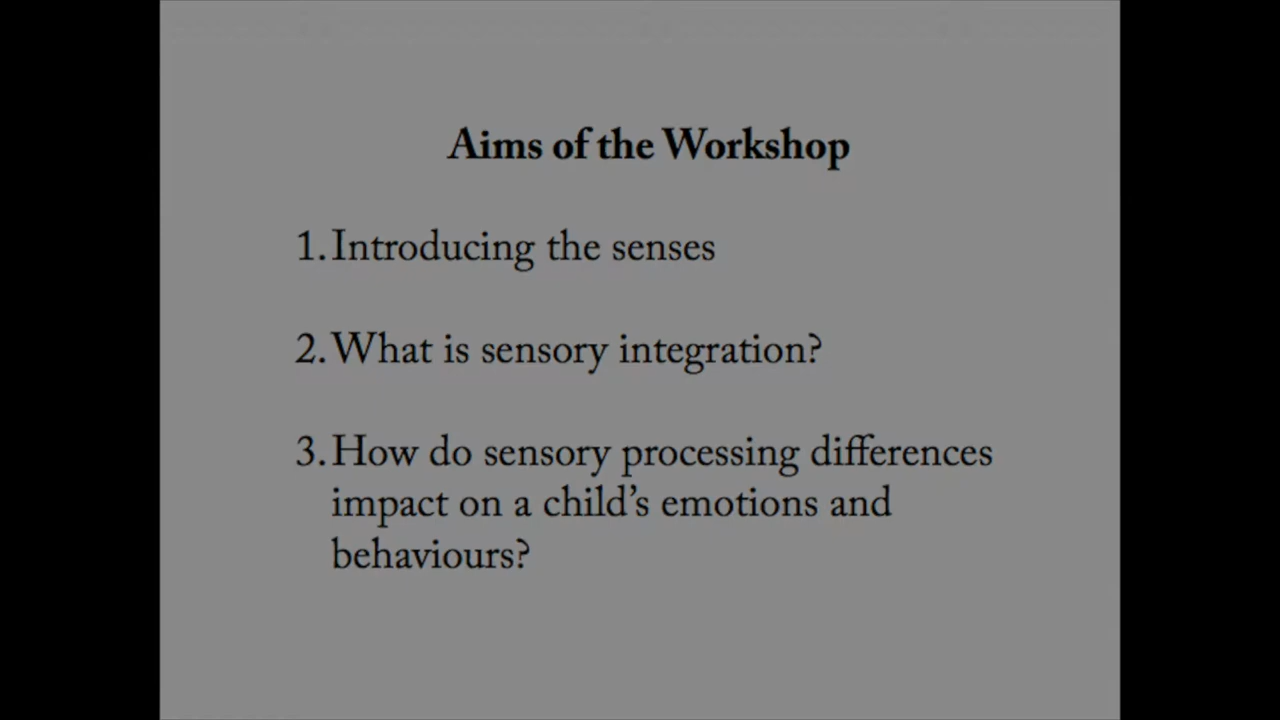 Aims of the Workshop
1. Introducing the senses
2. What is sensory integration?
3. How do sensory processing differences
impact on a child’s emotions and
behaviours?